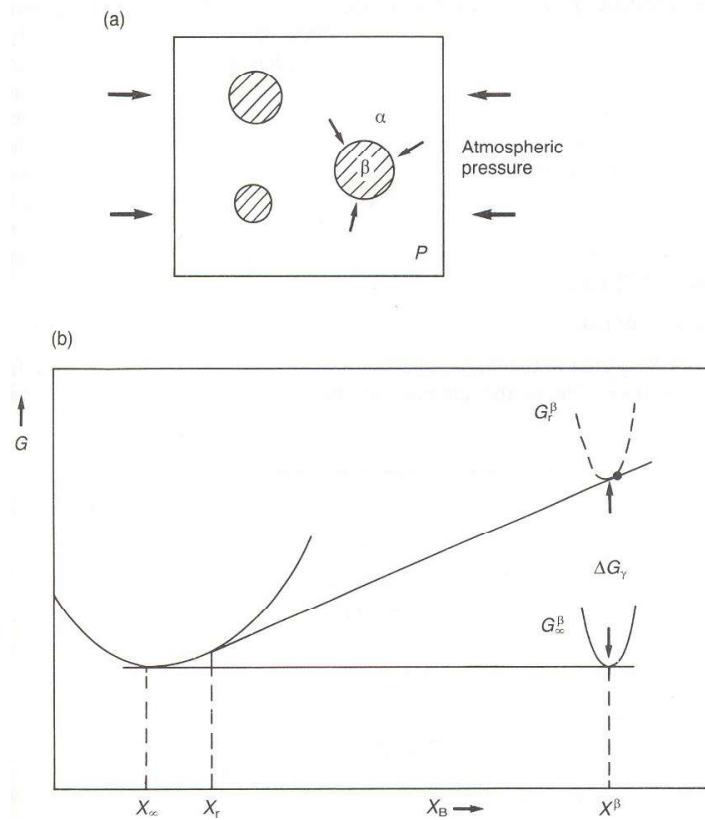 (a)
α
β
Atmospheric
pressure
P
(b)
G
G_r^β
ΔG_γ
G_∞^β
X_∞
X_r
X_B
X^β